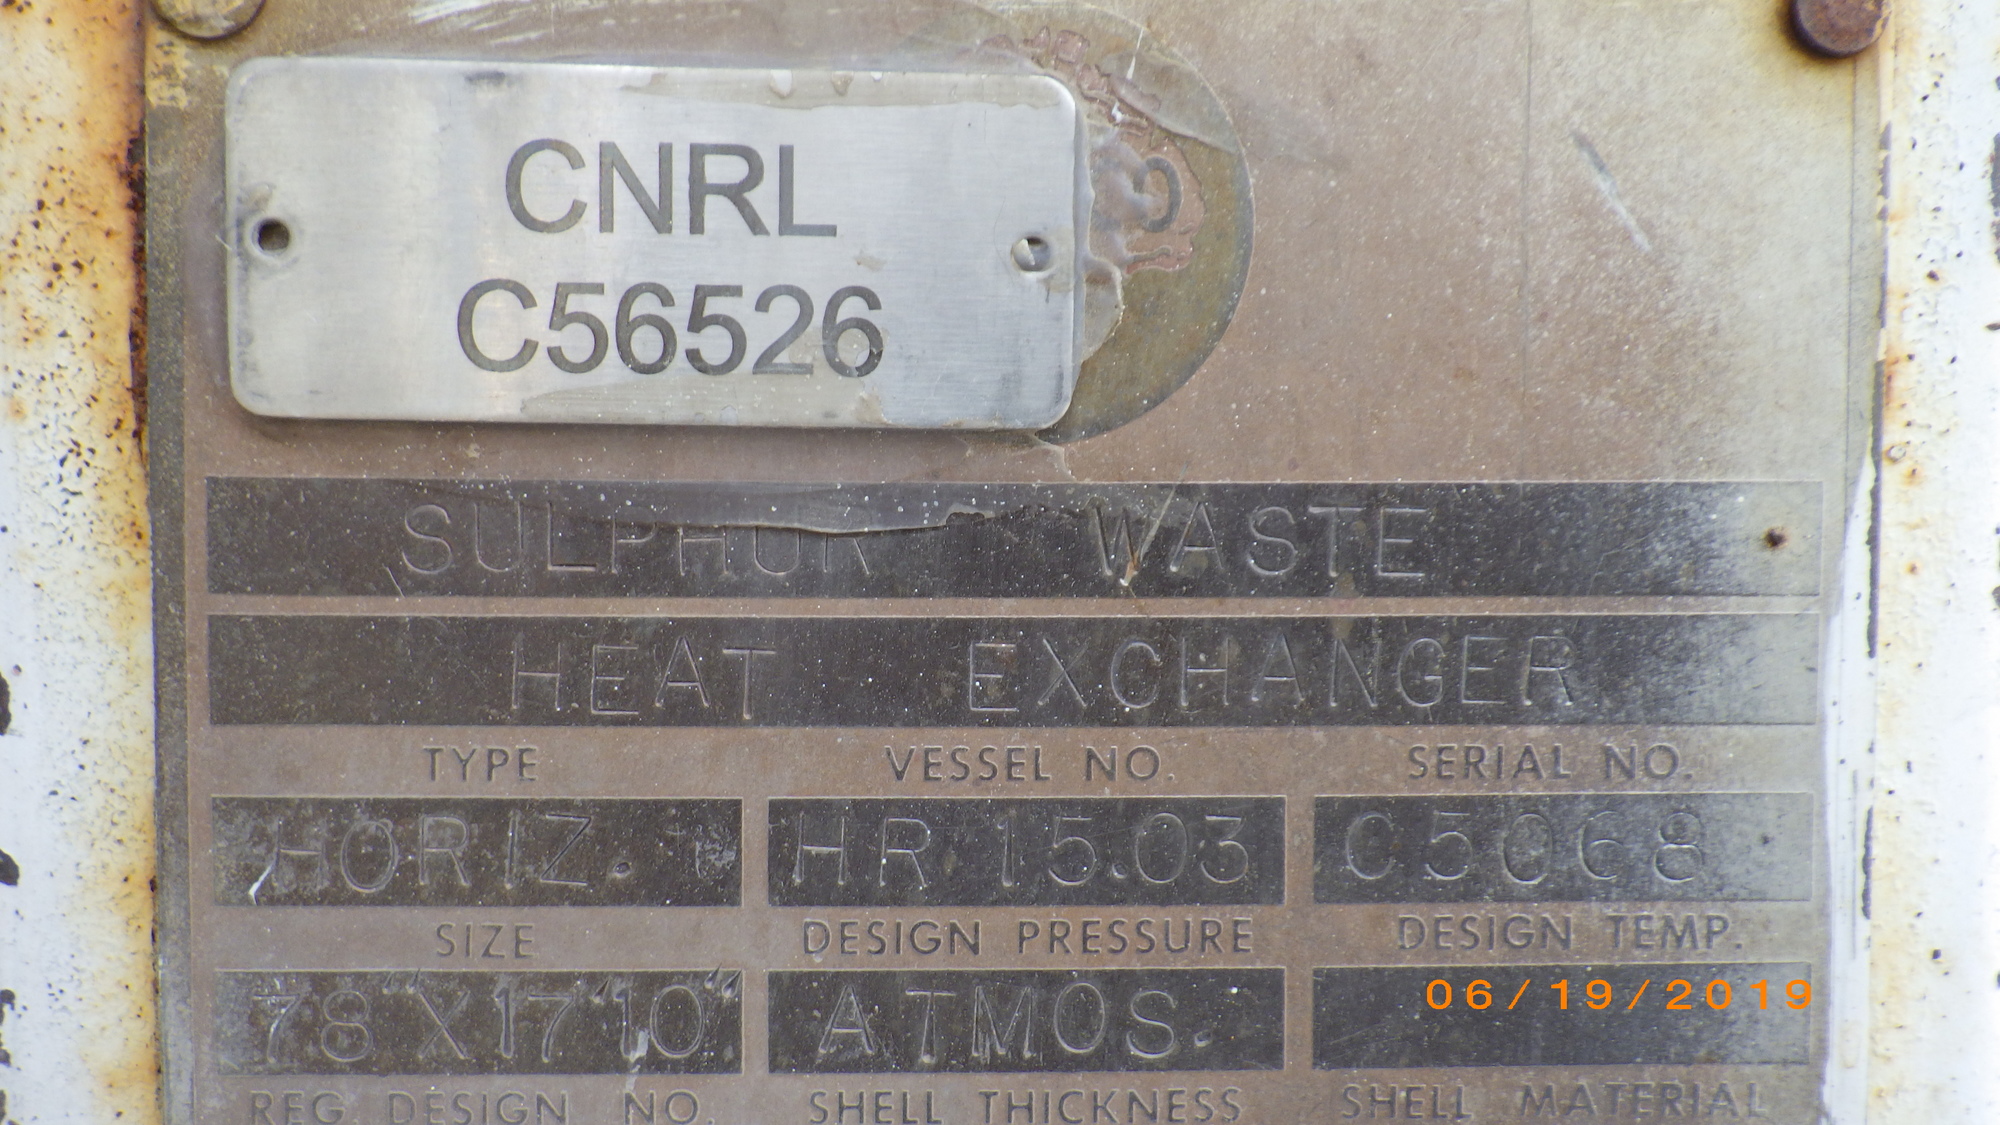 CNRL
C56526
SULPHUR WASTE
HEAT EXCHANGER
TYPE VESSEL NO. SERIAL NO.
HORIZ. HR 15.03 C5068
SIZE DESIGN PRESSURE DESIGN TEMP.
78"X17'10" ATMOS.
06/19/2019
REG. DESIGN NO. SHELL THICKNESS SHELL MATERIAL